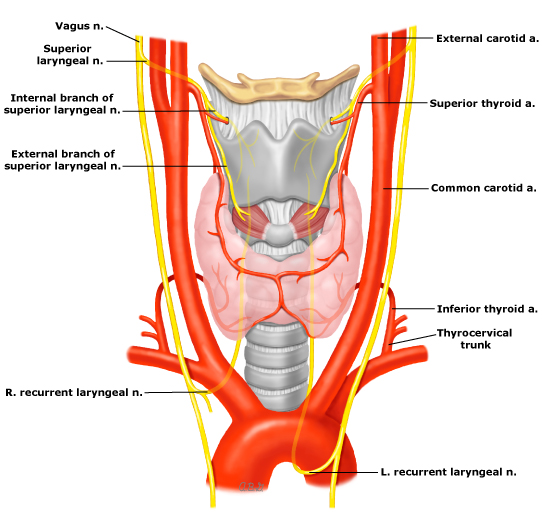 Vagus n.
Superior
laryngeal n.
Internal branch of
superior laryngeal n.
External branch of
superior laryngeal n.
R. recurrent laryngeal n.
External carotid a.
Superior thyroid a.
Common carotid a.
Inferior thyroid a.
Thyrocervical
trunk
L. recurrent laryngeal n.